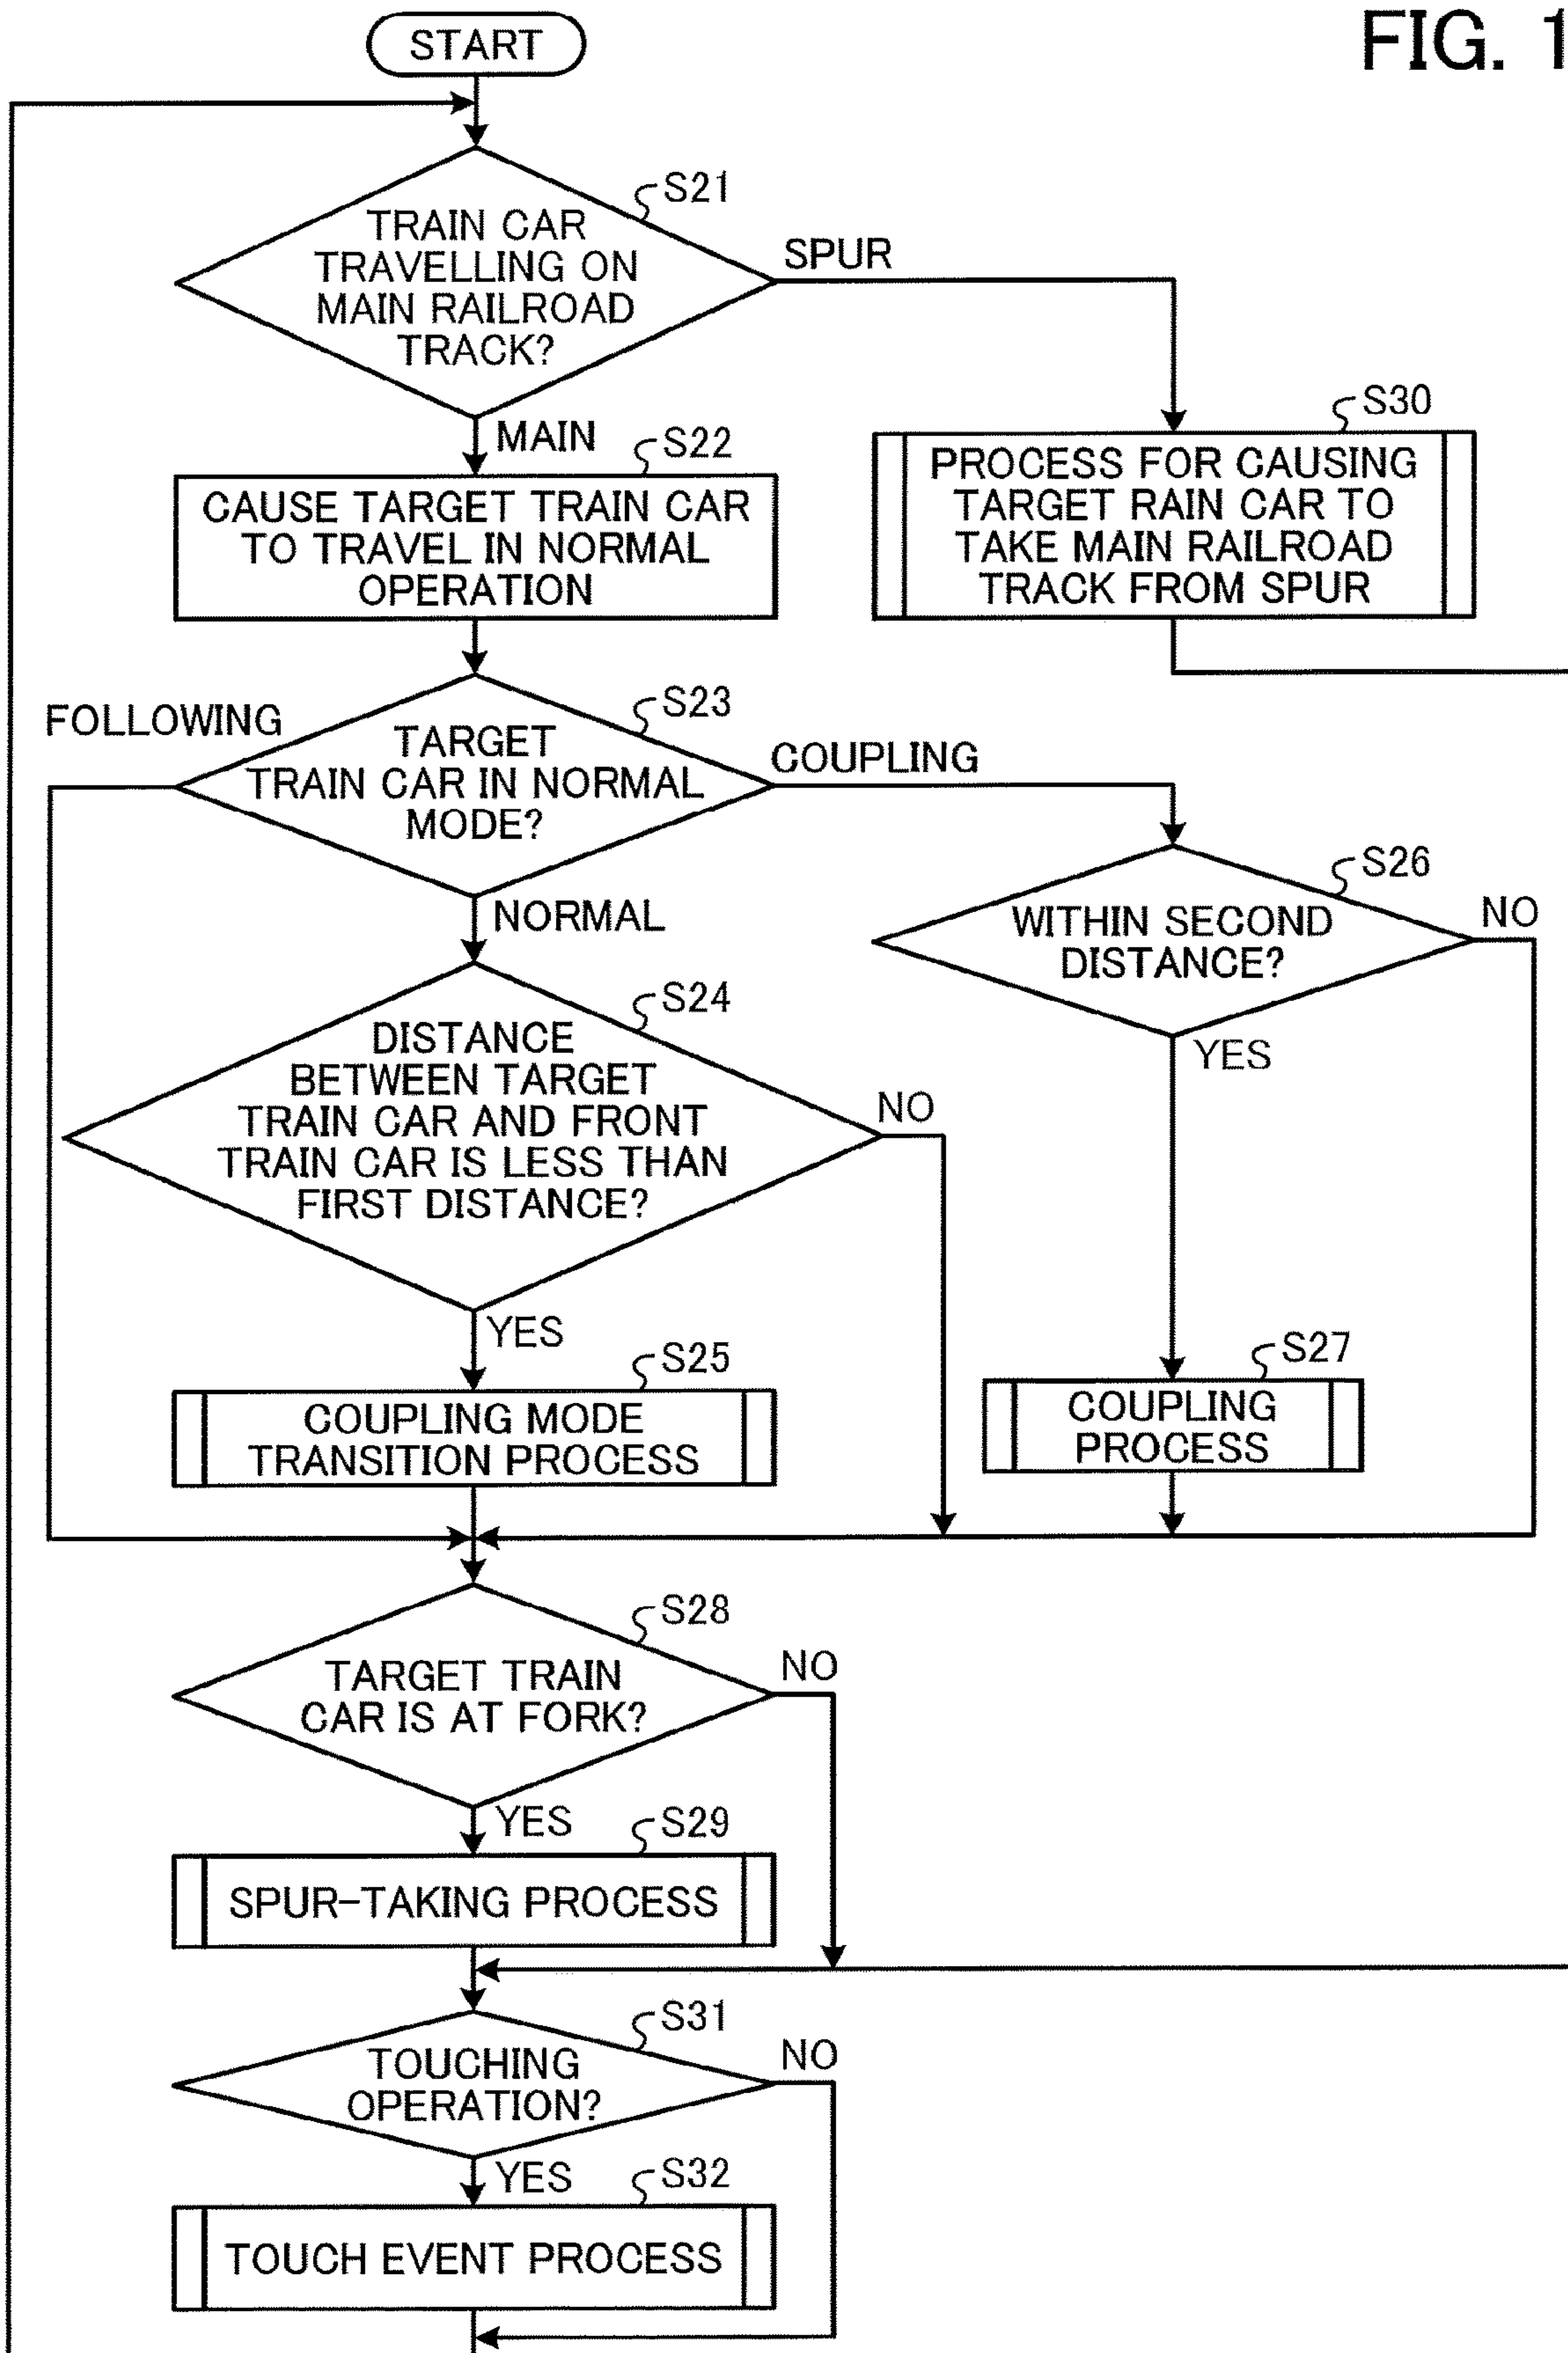 FIG. 1
START
S21
TRAIN CAR
TRAVELLING ON
MAIN RAILROAD
TRACK?
SPUR
MAIN
S22
CAUSE TARGET TRAIN CAR
TO TRAVEL IN NORMAL
OPERATION
S30
PROCESS FOR CAUSING
TARGET RAIN CAR TO
TAKE MAIN RAILROAD
TRACK FROM SPUR
FOLLOWING
S23
TARGET
TRAIN CAR IN NORMAL
MODE?
COUPLING
NORMAL
S26
WITHIN SECOND
DISTANCE?
NO
YES
S24
DISTANCE
BETWEEN TARGET
TRAIN CAR AND FRONT
TRAIN CAR IS LESS THAN
FIRST DISTANCE?
NO
YES
S25
COUPLING MODE
TRANSITION PROCESS
S27
COUPLING
PROCESS
S28
TARGET TRAIN
CAR IS AT FORK?
NO
YES
S29
SPUR-TAKING PROCESS
S31
TOUCHING
OPERATION?
NO
YES
S32
TOUCH EVENT PROCESS